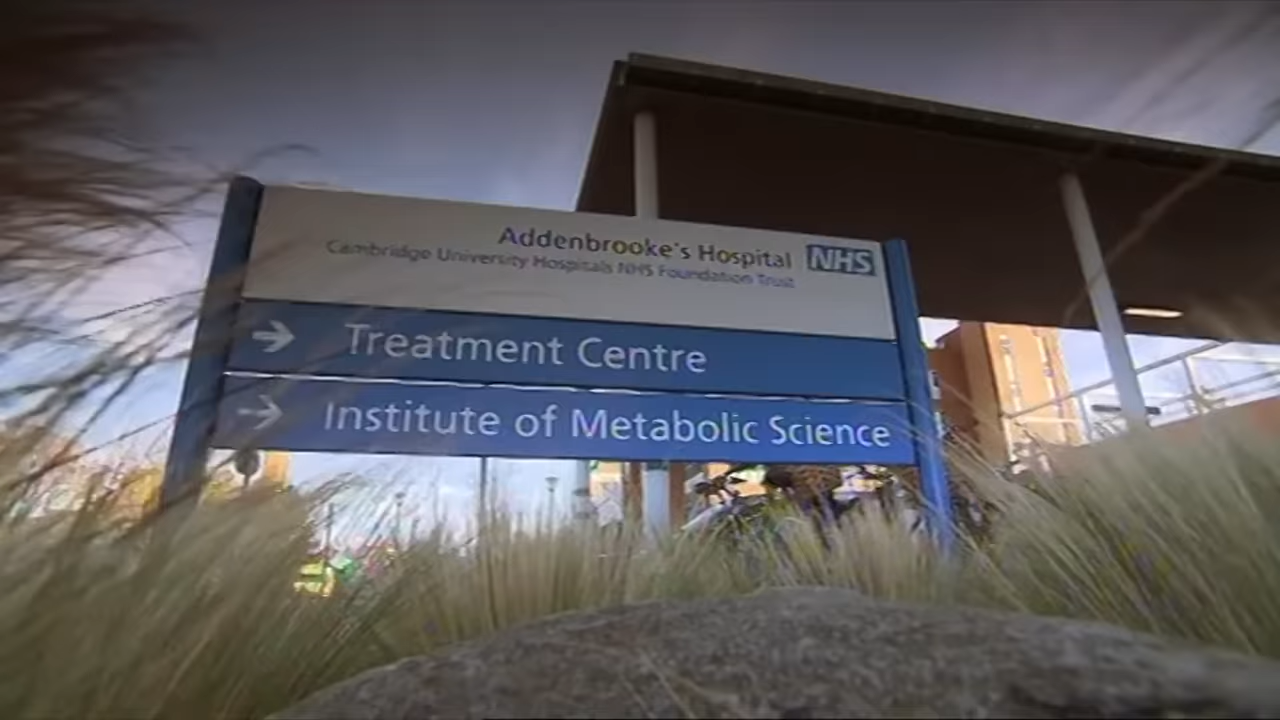 Addenbrooke's Hospital NHS
Cambridge University Hospitals NHS Foundation Trust
Treatment Centre
Institute of Metabolic Science